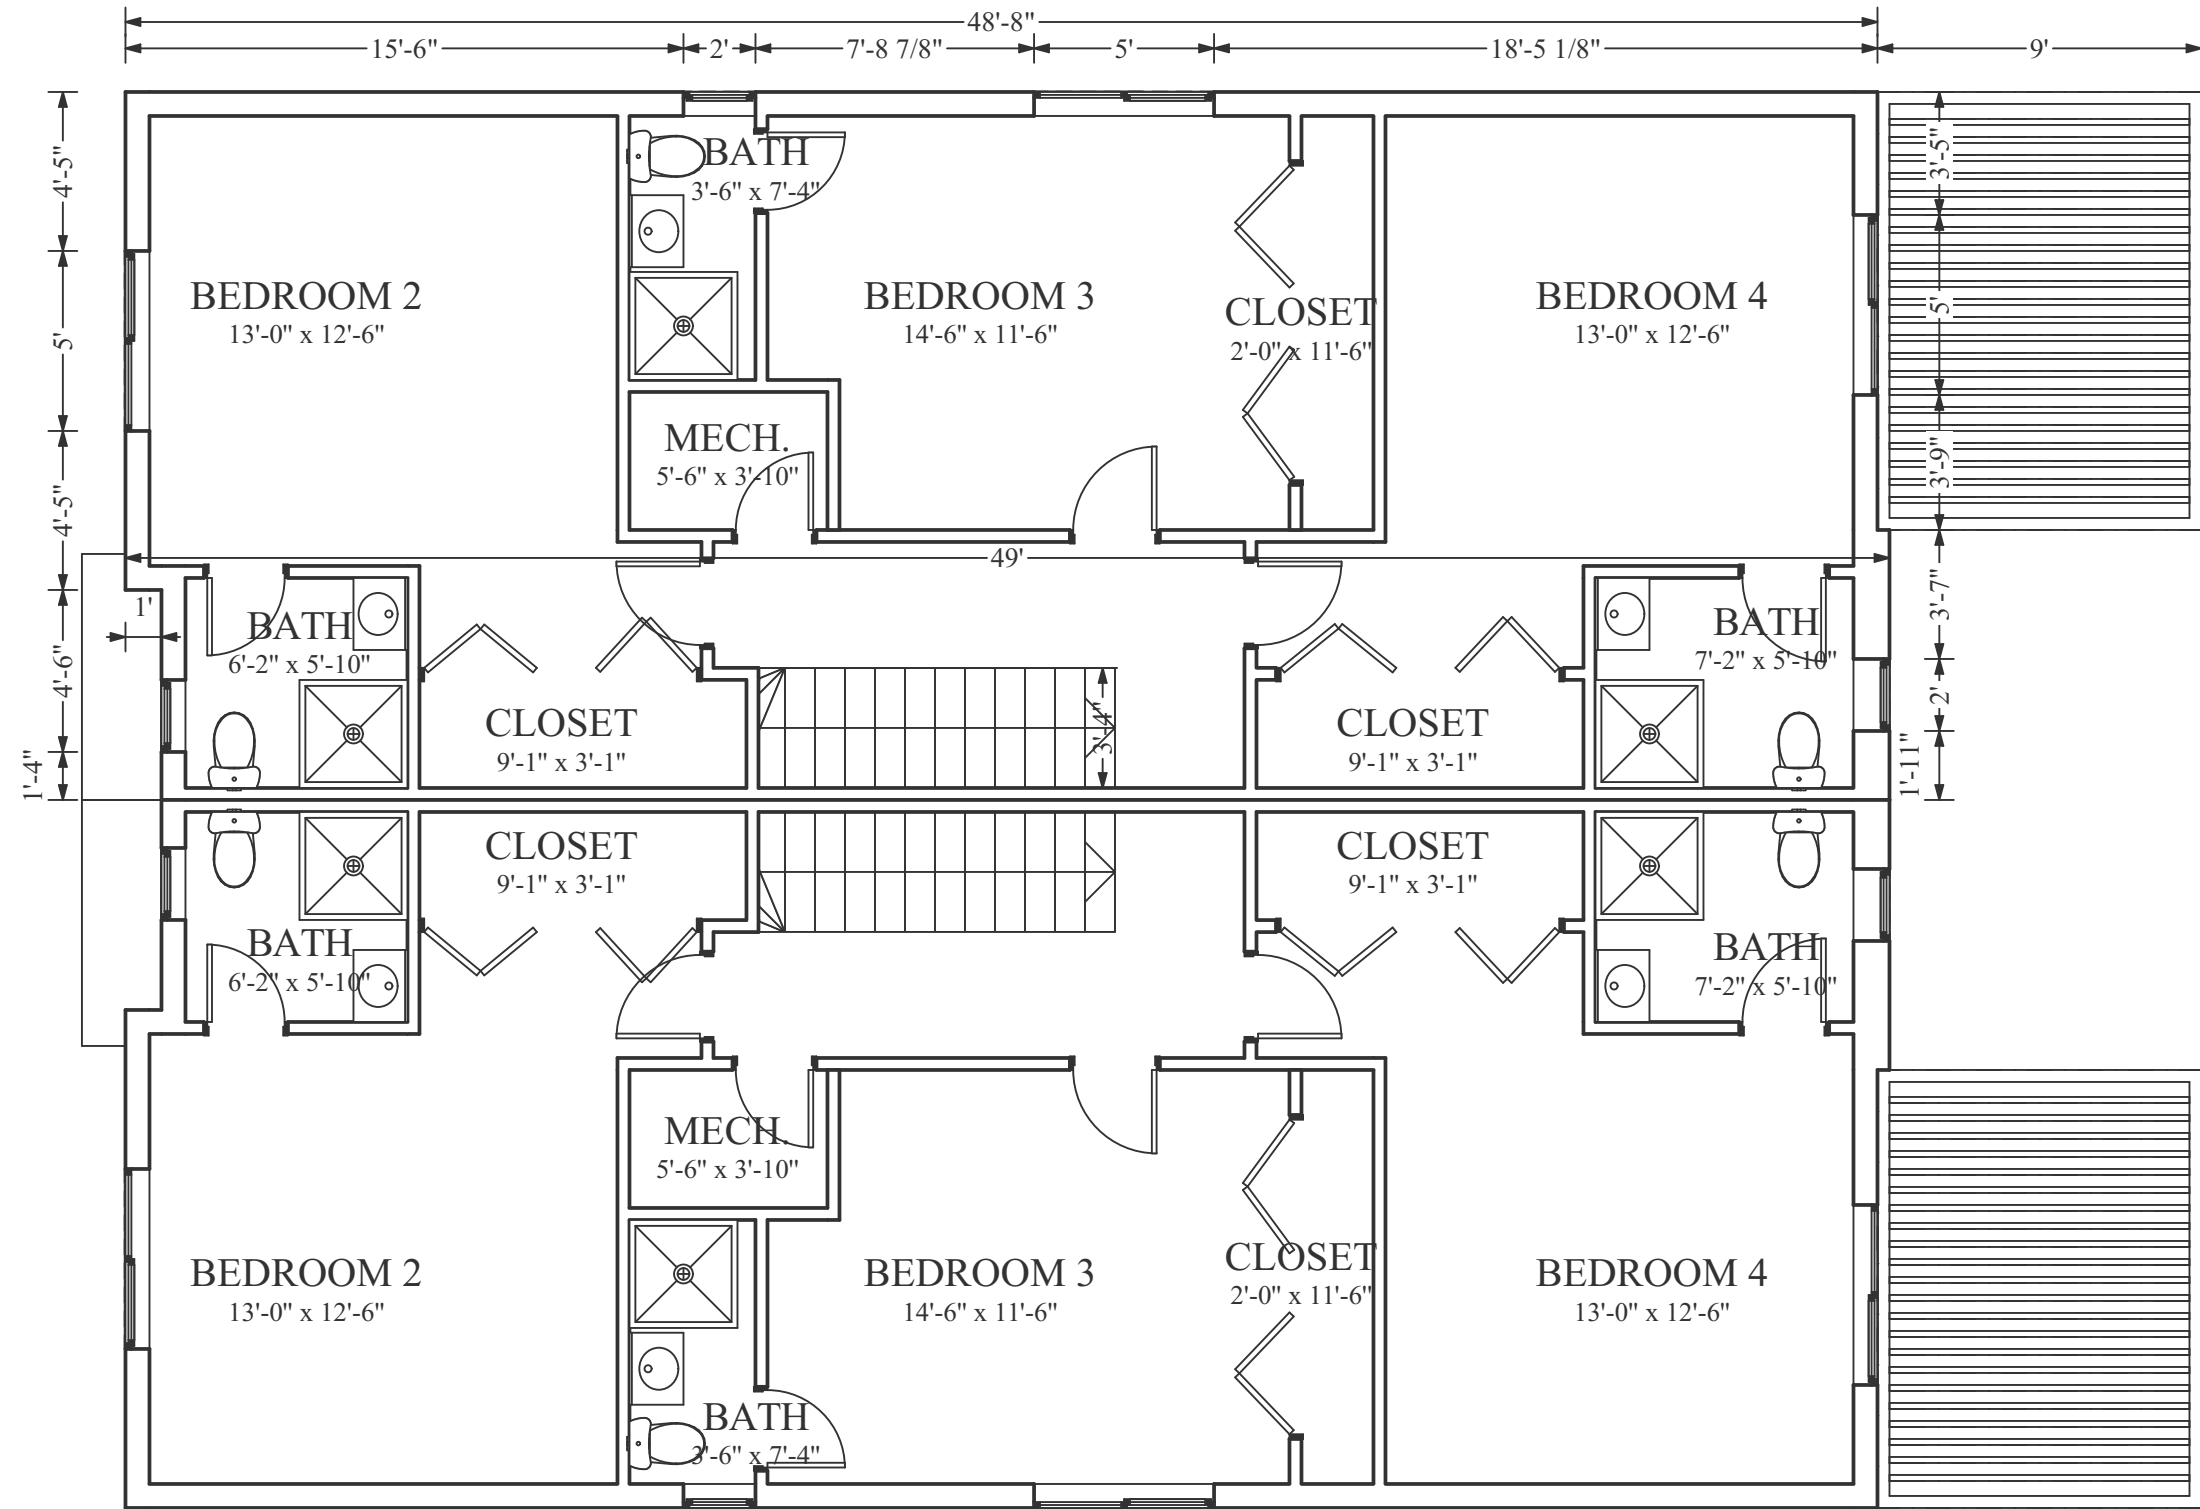 48'-8"
15'-6"
2'
7'-8 7/8"
5'
18'-5 1/8"
9'
4'-5"
5'
4'-5"
4'-6"
1'-4"
1'
BEDROOM 2
13'-0" x 12'-6"
BATH
3'-6" x 7'-4"
MECH.
5'-6" x 3'-10"
BEDROOM 3
14'-6" x 11'-6"
CLOSET
2'-0" x 11'-6"
BEDROOM 4
13'-0" x 12'-6"
3'-5"
5'
3'-9"
3'-7"
2'
1'-11"
49'
BATH
6'-2" x 5'-10"
CLOSET
9'-1" x 3'-1"
3'-4"
CLOSET
9'-1" x 3'-1"
BATH
7'-2" x 5'-10"
BATH
6'-2" x 5'-10"
CLOSET
9'-1" x 3'-1"
CLOSET
9'-1" x 3'-1"
BATH
7'-2" x 5'-10"
BEDROOM 2
13'-0" x 12'-6"
MECH.
5'-6" x 3'-10"
BATH
3'-6" x 7'-4"
BEDROOM 3
14'-6" x 11'-6"
CLOSET
2'-0" x 11'-6"
BEDROOM 4
13'-0" x 12'-6"